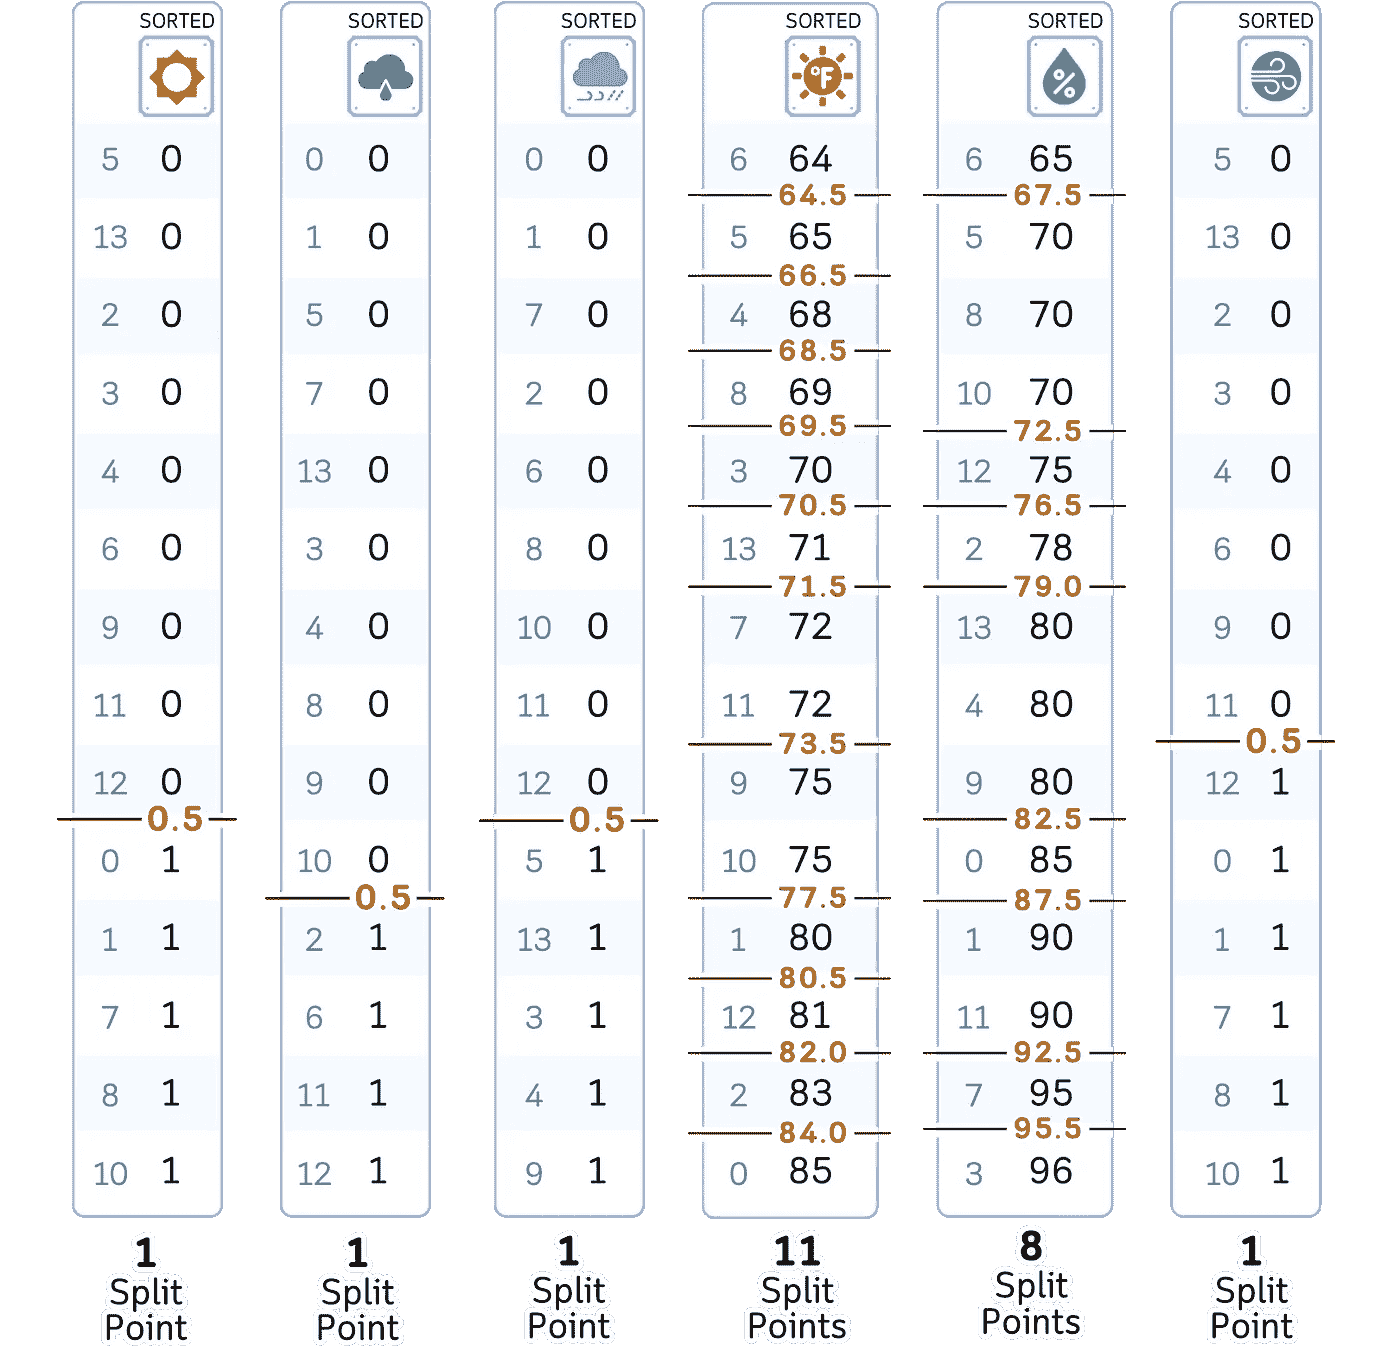 SORTED SORTED SORTED SORTED SORTED SORTED
°F %
5 0 0 0 0 0 6 64 6 65 5 0
64.5 67.5
13 0 1 0 1 0 5 65 5 70 13 0
66.5
2 0 5 0 7 0 4 68 8 70 2 0
68.5
3 0 7 0 2 0 8 69 10 70 3 0
69.5 72.5
4 0 13 0 6 0 3 70 12 75 4 0
70.5 76.5
6 0 3 0 8 0 13 71 2 78 6 0
71.5 79.0
9 0 4 0 10 0 7 72 13 80 9 0
11 0 8 0 11 0 11 72 4 80 11 0
73.5 0.5
12 0 9 0 12 0 9 75 9 80 12 1
0.5 0.5 82.5
0 1 10 0 5 1 10 75 0 85 0 1
0.5 77.5 87.5
1 1 2 1 13 1 1 80 1 90 1 1
80.5
7 1 6 1 3 1 12 81 11 90 7 1
82.0 92.5
8 1 11 1 4 1 2 83 7 95 8 1
84.0 95.5
10 1 12 1 9 1 0 85 3 96 10 1
1 1 1 11 8 1
Split Split Split Split Split Split
Point Point Point Points Points Point